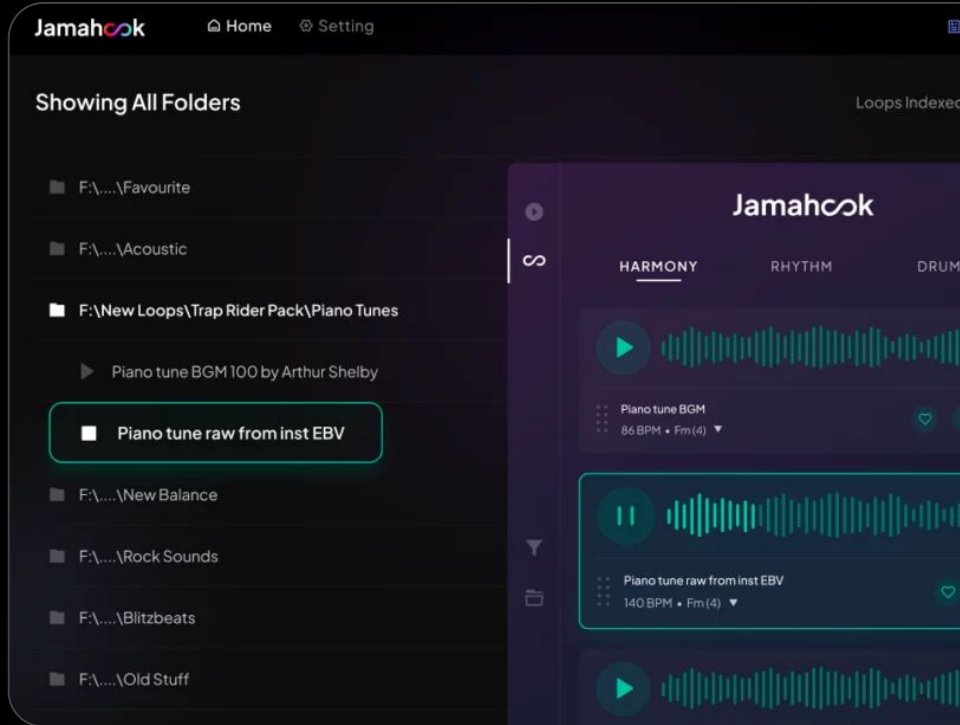 Jamahook
Home
Setting
Showing All Folders
Loops Indexed
F:\....\Favourite
F:\....\Acoustic
F:\New Loops\Trap Rider Pack\Piano Tunes
Piano tune BGM 100 by Arthur Shelby
Piano tune raw from inst EBV
F:\....\New Balance
F:\....\Rock Sounds
F:\....\Blitzbeats
F:\....\Old Stuff
Jamahook
HARMONY
RHYTHM
DRUM
Piano tune BGM
86 BPM • Fm (4) ▼
Piano tune raw from inst EBV
140 BPM • Fm (4) ▼